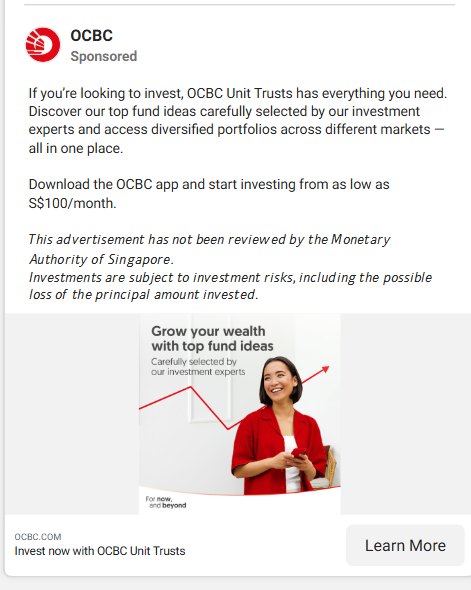 OCBC
Sponsored
If you're looking to invest, OCBC Unit Trusts has everything you need.
Discover our top fund ideas carefully selected by our investment
experts and access diversified portfolios across different markets —
all in one place.
Download the OCBC app and start investing from as low as
S$100/month.
This advertisement has not been reviewed by the Monetary
Authority of Singapore.
Investments are subject to investment risks, including the possible
loss of the principal amount invested.
Grow your wealth
with top fund ideas
Carefully selected by
our investment experts
For now,
and beyond
OCBC.COM
Invest now with OCBC Unit Trusts
Learn More